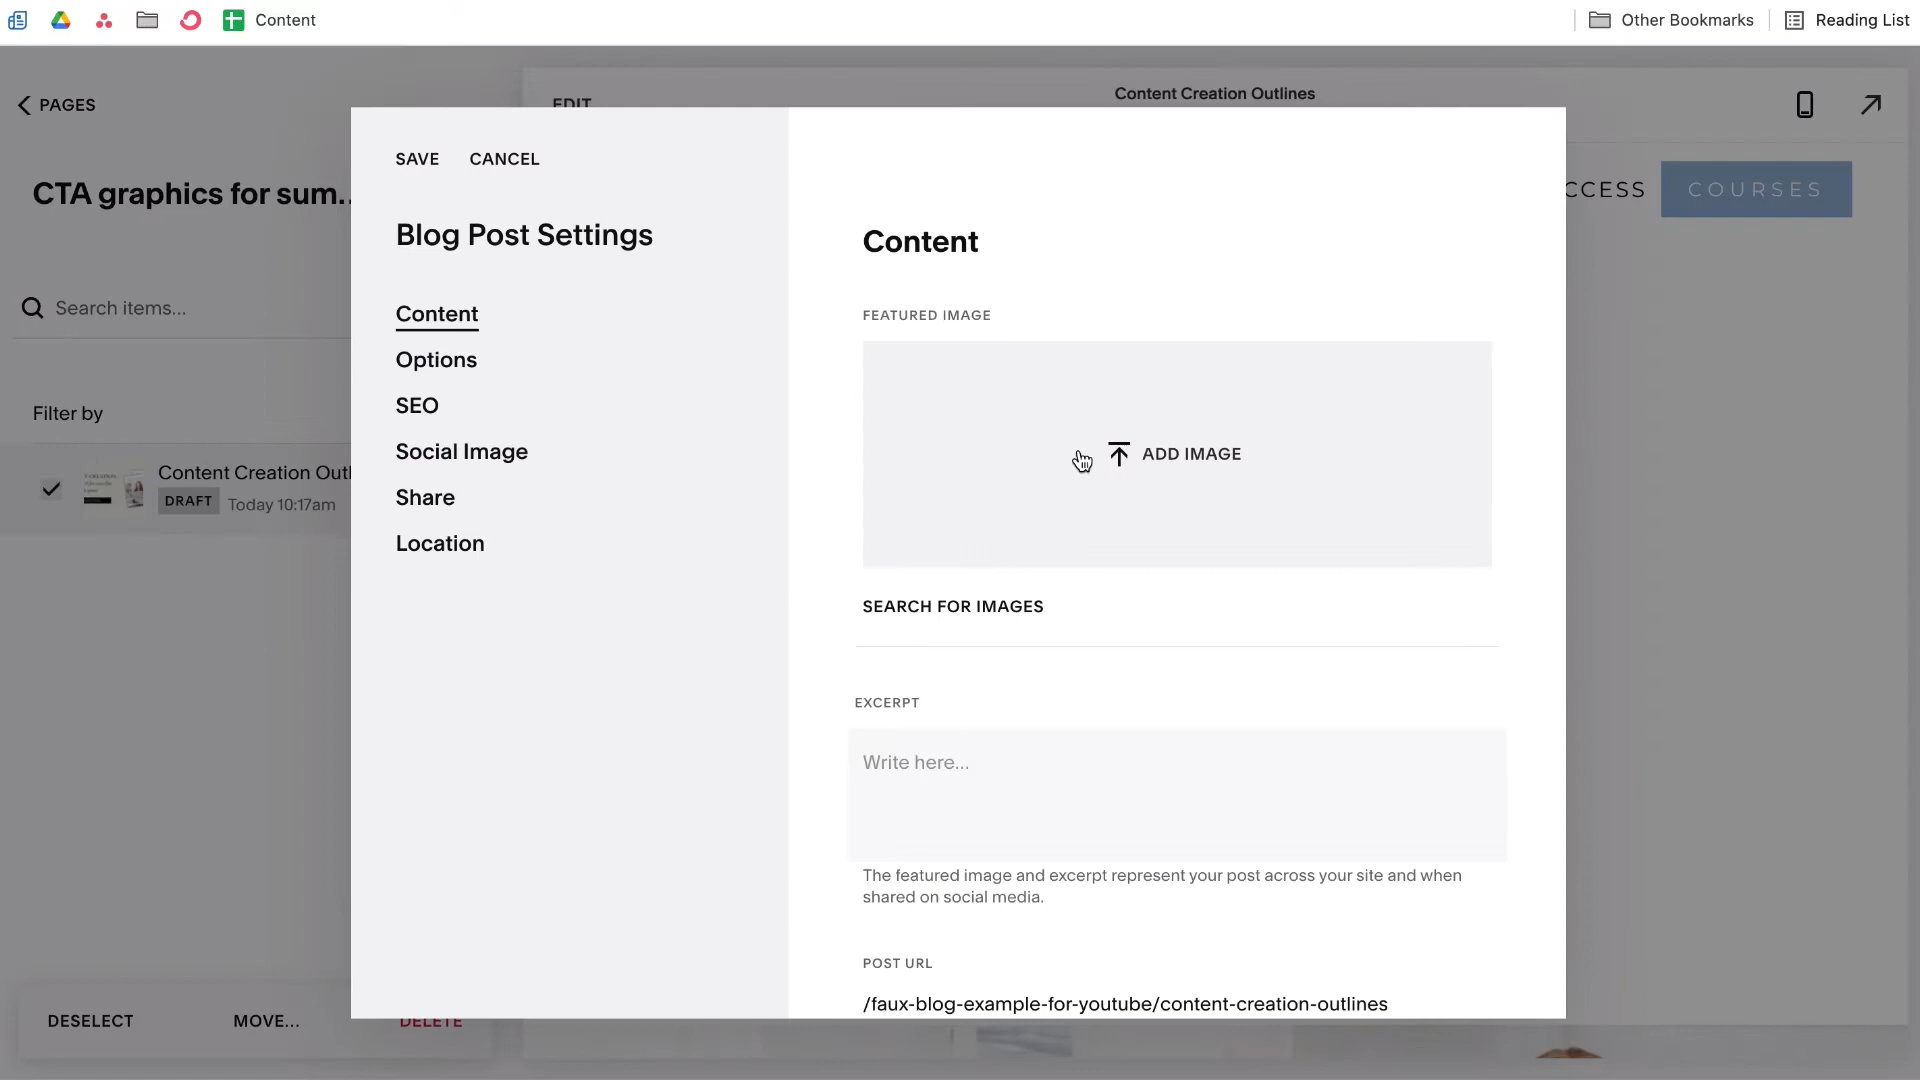 Content
Other Bookmarks
Reading List
PAGES
EDIT
Content Creation Outlines
CTA graphics for sum...
CCESS
COURSES
Search items...
Filter by
Content Creation Outl
DRAFT
Today 10:17am
DESELECT
MOVE...
DELETE
SAVE
CANCEL
Blog Post Settings
Content
Options
SEO
Social Image
Share
Location
Content
FEATURED IMAGE
ADD IMAGE
SEARCH FOR IMAGES
EXCERPT
Write here...
The featured image and excerpt represent your post across your site and when
shared on social media.
POST URL
/faux-blog-example-for-youtube/content-creation-outlines